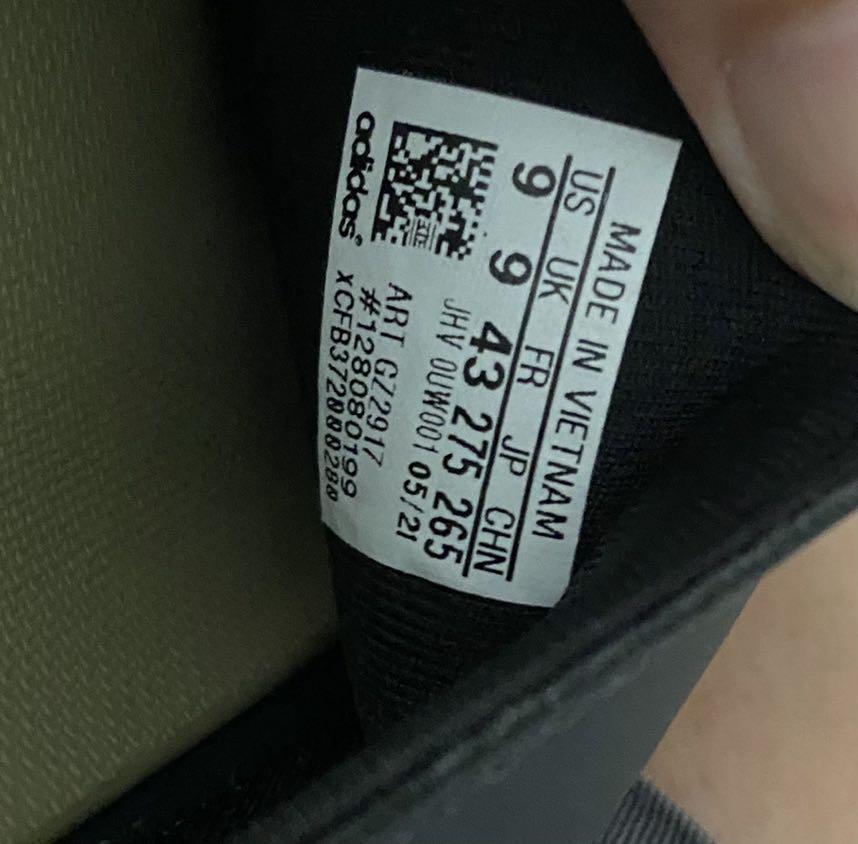 MADE IN VIETNAM
US UK FR JP CHN
9 9 43 275 265
JHV 0UW001 05/21
ART GZ2917
#128080199
XCFB372000280
adidas®